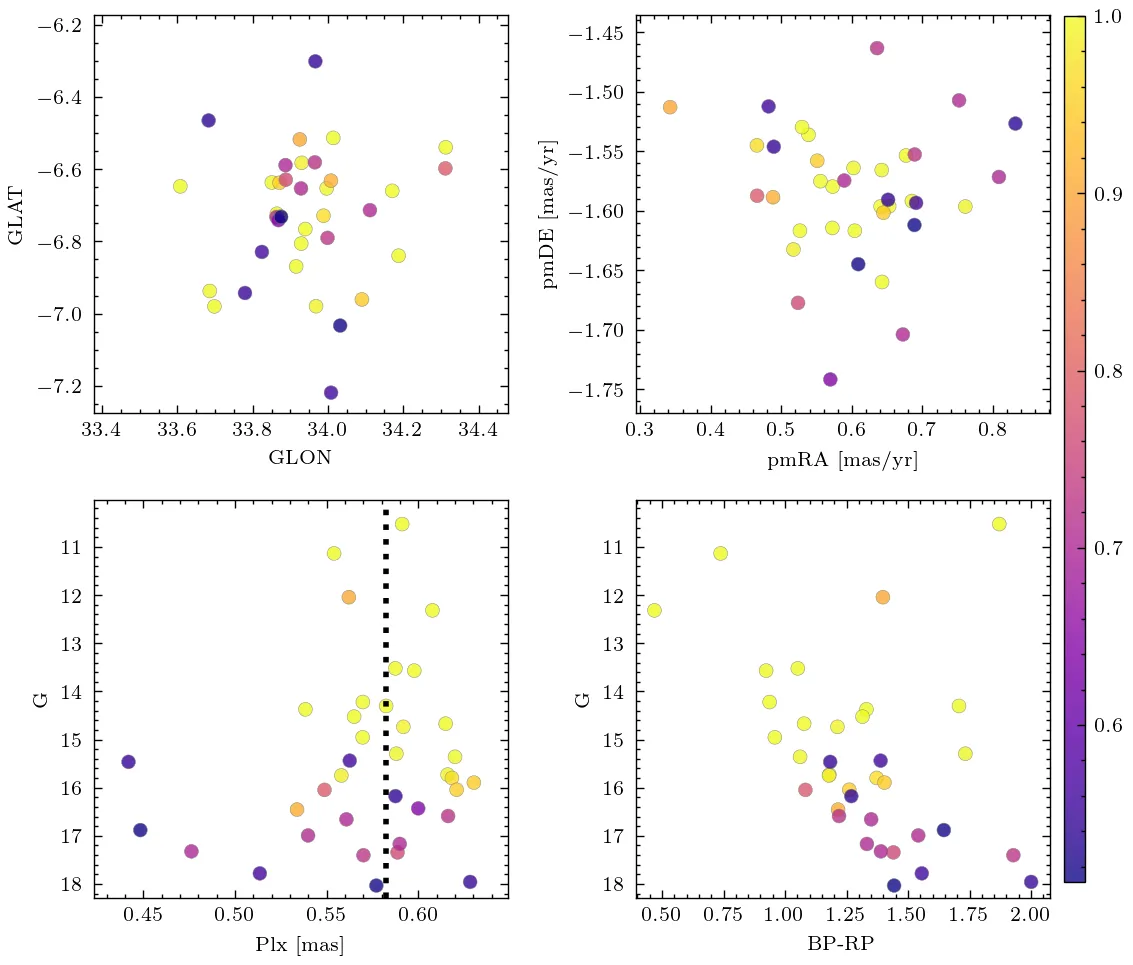 −6.2
−6.4
−6.6
−6.8
−7.0
−7.2
GLAT
33.4 33.6 33.8 34.0 34.2 34.4
GLON
−1.45
−1.50
−1.55
−1.60
−1.65
−1.70
−1.75
pmDE [mas/yr]
0.3 0.4 0.5 0.6 0.7 0.8
pmRA [mas/yr]
1.0
0.9
0.8
0.7
0.6
11
12
13
14
15
16
17
18
G
0.45 0.50 0.55 0.60
Plx [mas]
11
12
13
14
15
16
17
18
G
0.50 0.75 1.00 1.25 1.50 1.75 2.00
BP-RP